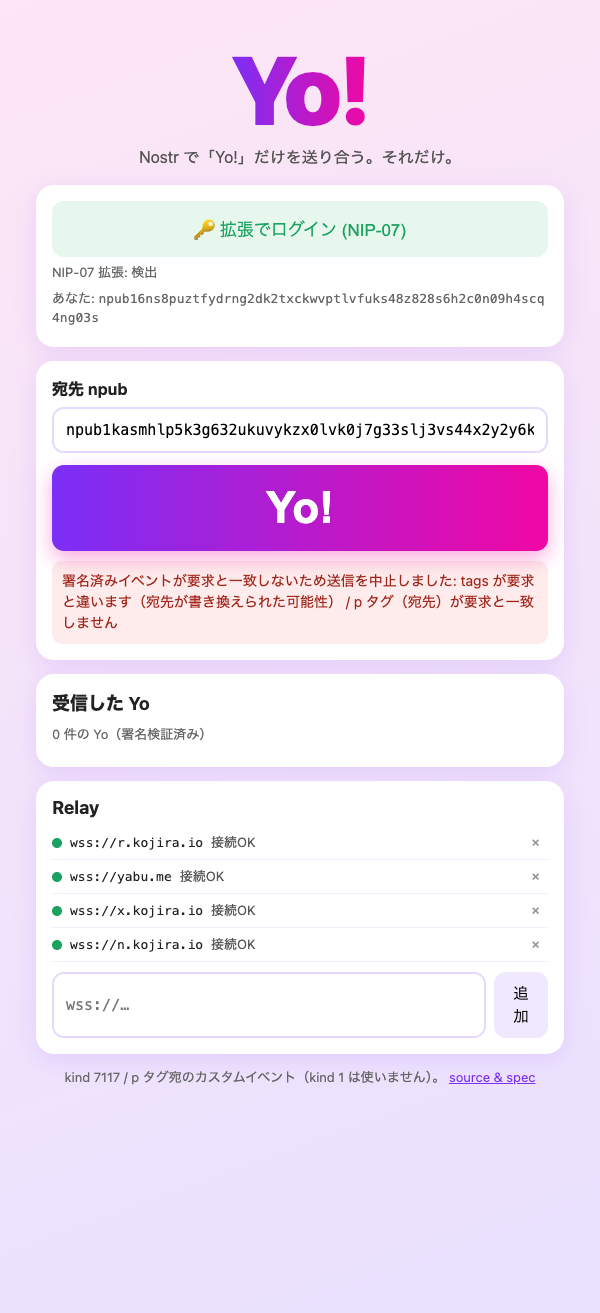 Yo!
Nostr で「Yo!」だけを送り合う。それだけ。
🔑 拡張でログイン (NIP-07)
NIP-07 拡張: 検出
あなた: npub16ns8puztfydrng2dk2txckwvptlvfuks48z828s6h2c0n09h4scq
4ng03s
宛先 npub
npub1kasmhlp5k3g632ukuvykzx0lvk0j7g33slj3vs44x2y2y6k
Yo!
署名済みイベントが要求と一致しないため送信を中止しました: tags が要求
と違います（宛先が書き換えられた可能性） / p タグ（宛先）が要求と一致
しません
受信した Yo
0 件の Yo（署名検証済み）
Relay
wss://r.kojira.io 接続OK ×
wss://yabu.me 接続OK ×
wss://x.kojira.io 接続OK ×
wss://n.kojira.io 接続OK ×
wss://…
追
加
kind 7117 / p タグ宛のカスタムイベント（kind 1 は使いません）。 source & spec